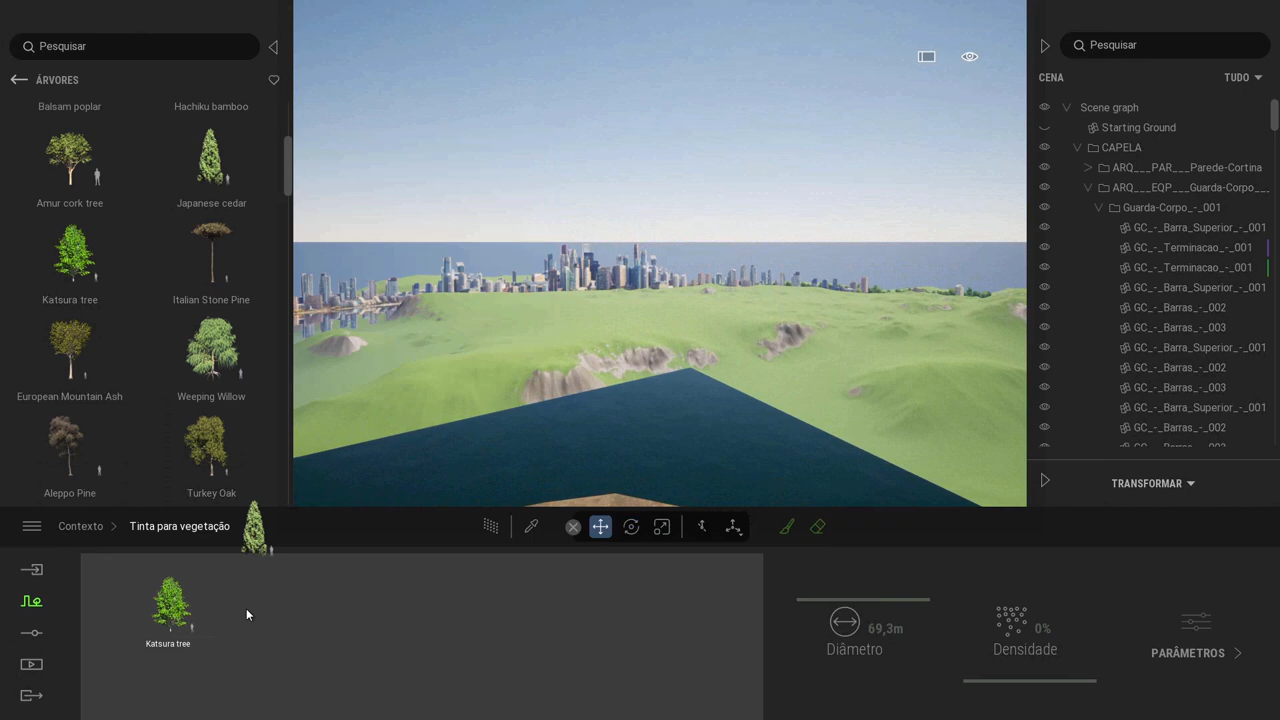 Pesquisar
ÁRVORES
Balsam poplar
Hachiku bamboo
Amur cork tree
Japanese cedar
Katsura tree
Italian Stone Pine
European Mountain Ash
Weeping Willow
Aleppo Pine
Turkey Oak
Pesquisar
CENA
TUDO
Scene graph
Starting Ground
CAPELA
ARQ___PAR___Parede-Cortina
ARQ___EQP___Guarda-Corpo__
Guarda-Corpo_-_001
GC_-_Barra_Superior_-_001
GC_-_Terminacao_-_001
GC_-_Terminacao_-_001
GC_-_Barra_Superior_-_001
GC_-_Barras_-_002
GC_-_Barras_-_003
GC_-_Barra_Superior_-_001
GC_-_Barras_-_002
GC_-_Barras_-_003
GC_-_Barra_Superior_-_001
GC_-_Barras_-_002
TRANSFORMAR
Contexto
Tinta para vegetação
Katsura tree
69,3m
Diâmetro
0%
Densidade
PARÂMETROS